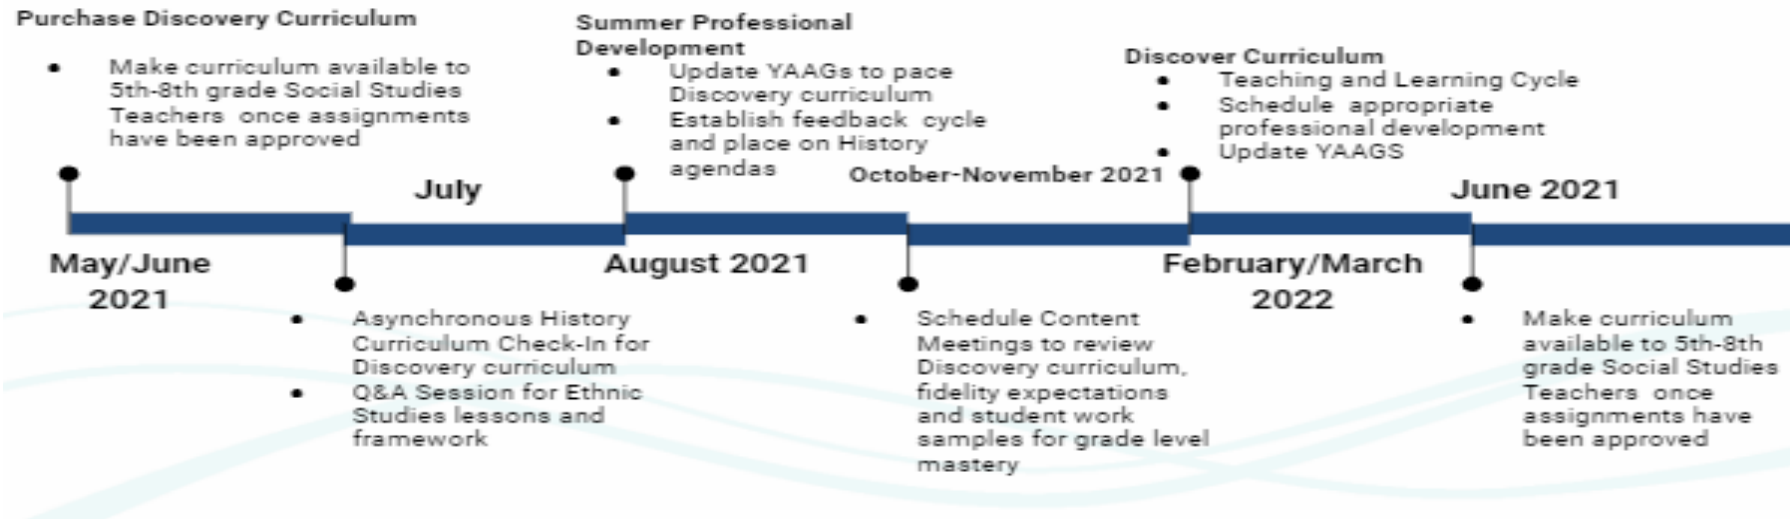 Purchase Discovery Curriculum
• Make curriculum available to
5th-8th grade Social Studies
Teachers once assignments
have been approved
May/June
2021
July
• Asynchronous History
Curriculum Check-In for
Discovery curriculum
• Q&A Session for Ethnic
Studies lessons and
framework
Summer Professional
Development
• Update YAAGs to pace
Discovery curriculum
• Establish feedback cycle
and place on History
agendas
August 2021
October-November 2021
• Schedule Content
Meetings to review
Discovery curriculum,
fidelity expectations
and student work
samples for grade level
mastery
Discover Curriculum
• Teaching and Learning Cycle
• Schedule appropriate
professional development
• Update YAAGS
February/March
2022
June 2021
• Make curriculum
available to 5th-8th
grade Social Studies
Teachers once
assignments have
been approved